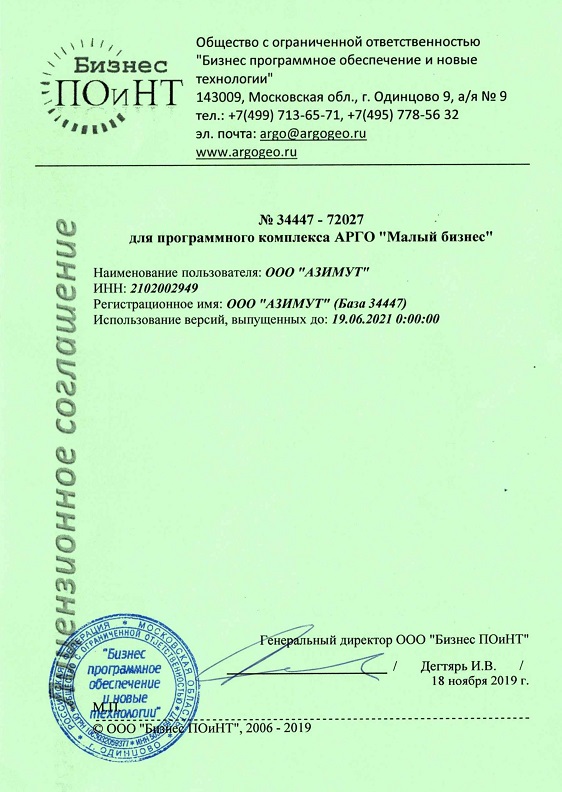 Бизнес
ПОиНТ
Общество с ограниченной ответственностью
"Бизнес программное обеспечение и новые
технологии"
143009, Московская обл., г. Одинцово 9, а/я № 9
тел.: +7(499) 713-65-71, +7(495) 778-56 32
эл. почта: argo@argogeo.ru
www.argogeo.ru
№ 34447 - 72027
для программного комплекса АРГО "Малый бизнес"
Наименование пользователя: ООО "АЗИМУТ"
ИНН: 2102002949
Регистрационное имя: ООО "АЗИМУТ" (База 34447)
Использование версий, выпущенных до: 19.06.2021 0:00:00
Лицензионное соглашение
Генеральный директор ООО "Бизнес ПОиНТ"
/ Дегтярь И.В. /
18 ноября 2019 г.
РОССИЙСКАЯ ФЕДЕРАЦИЯ * МОСКОВСКАЯ ОБЛАСТЬ
ОБЩЕСТВО С ОГРАНИЧЕННОЙ ОТВЕТСТВЕННОСТЬЮ
г. ОДИНЦОВО
"Бизнес
программное
обеспечение
и новые
технологии"
М.П.
© ООО "Бизнес ПОиНТ", 2006 - 2019